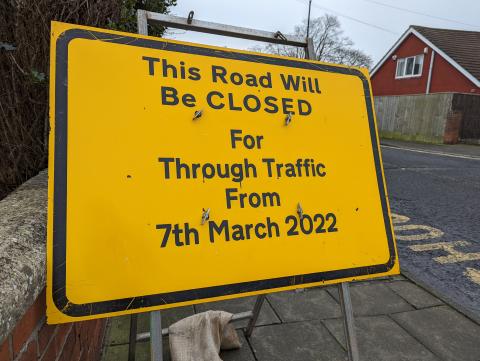 This Road Will
Be CLOSED
For
Through Traffic
From
7th March 2022